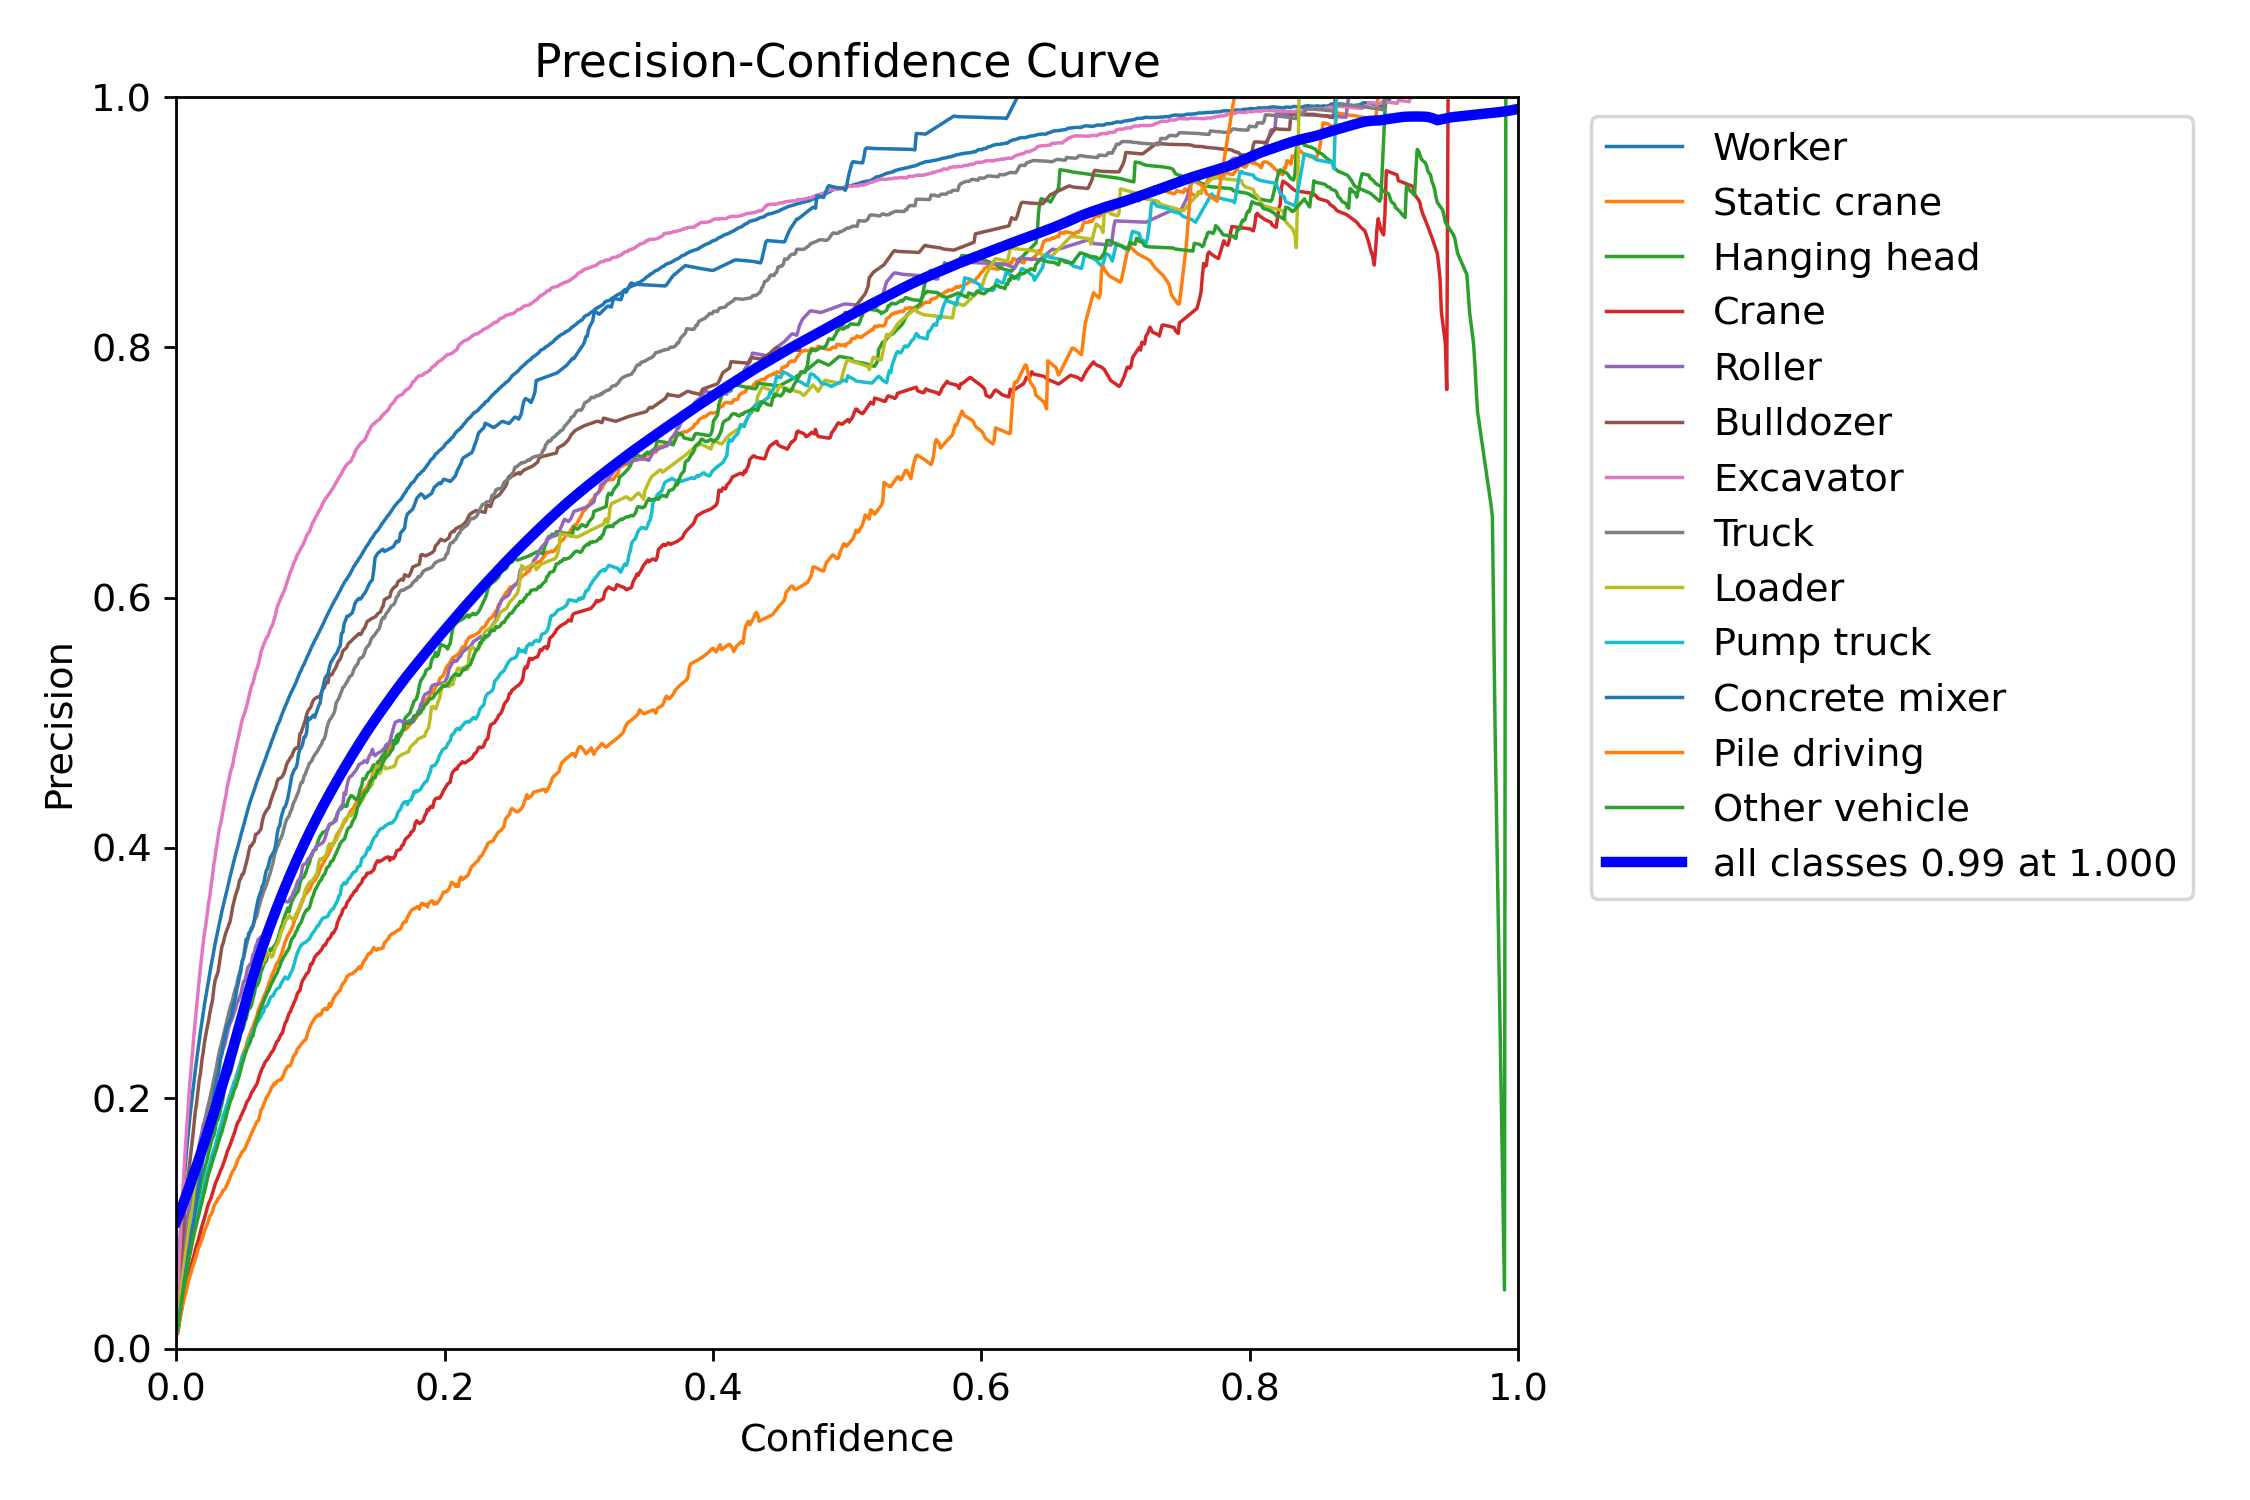 Precision-Confidence Curve
1.0
0.8
0.6
0.4
0.2
0.0
Precision
0.0 0.2 0.4 0.6 0.8 1.0
Confidence
Worker
Static crane
Hanging head
Crane
Roller
Bulldozer
Excavator
Truck
Loader
Pump truck
Concrete mixer
Pile driving
Other vehicle
all classes 0.99 at 1.000